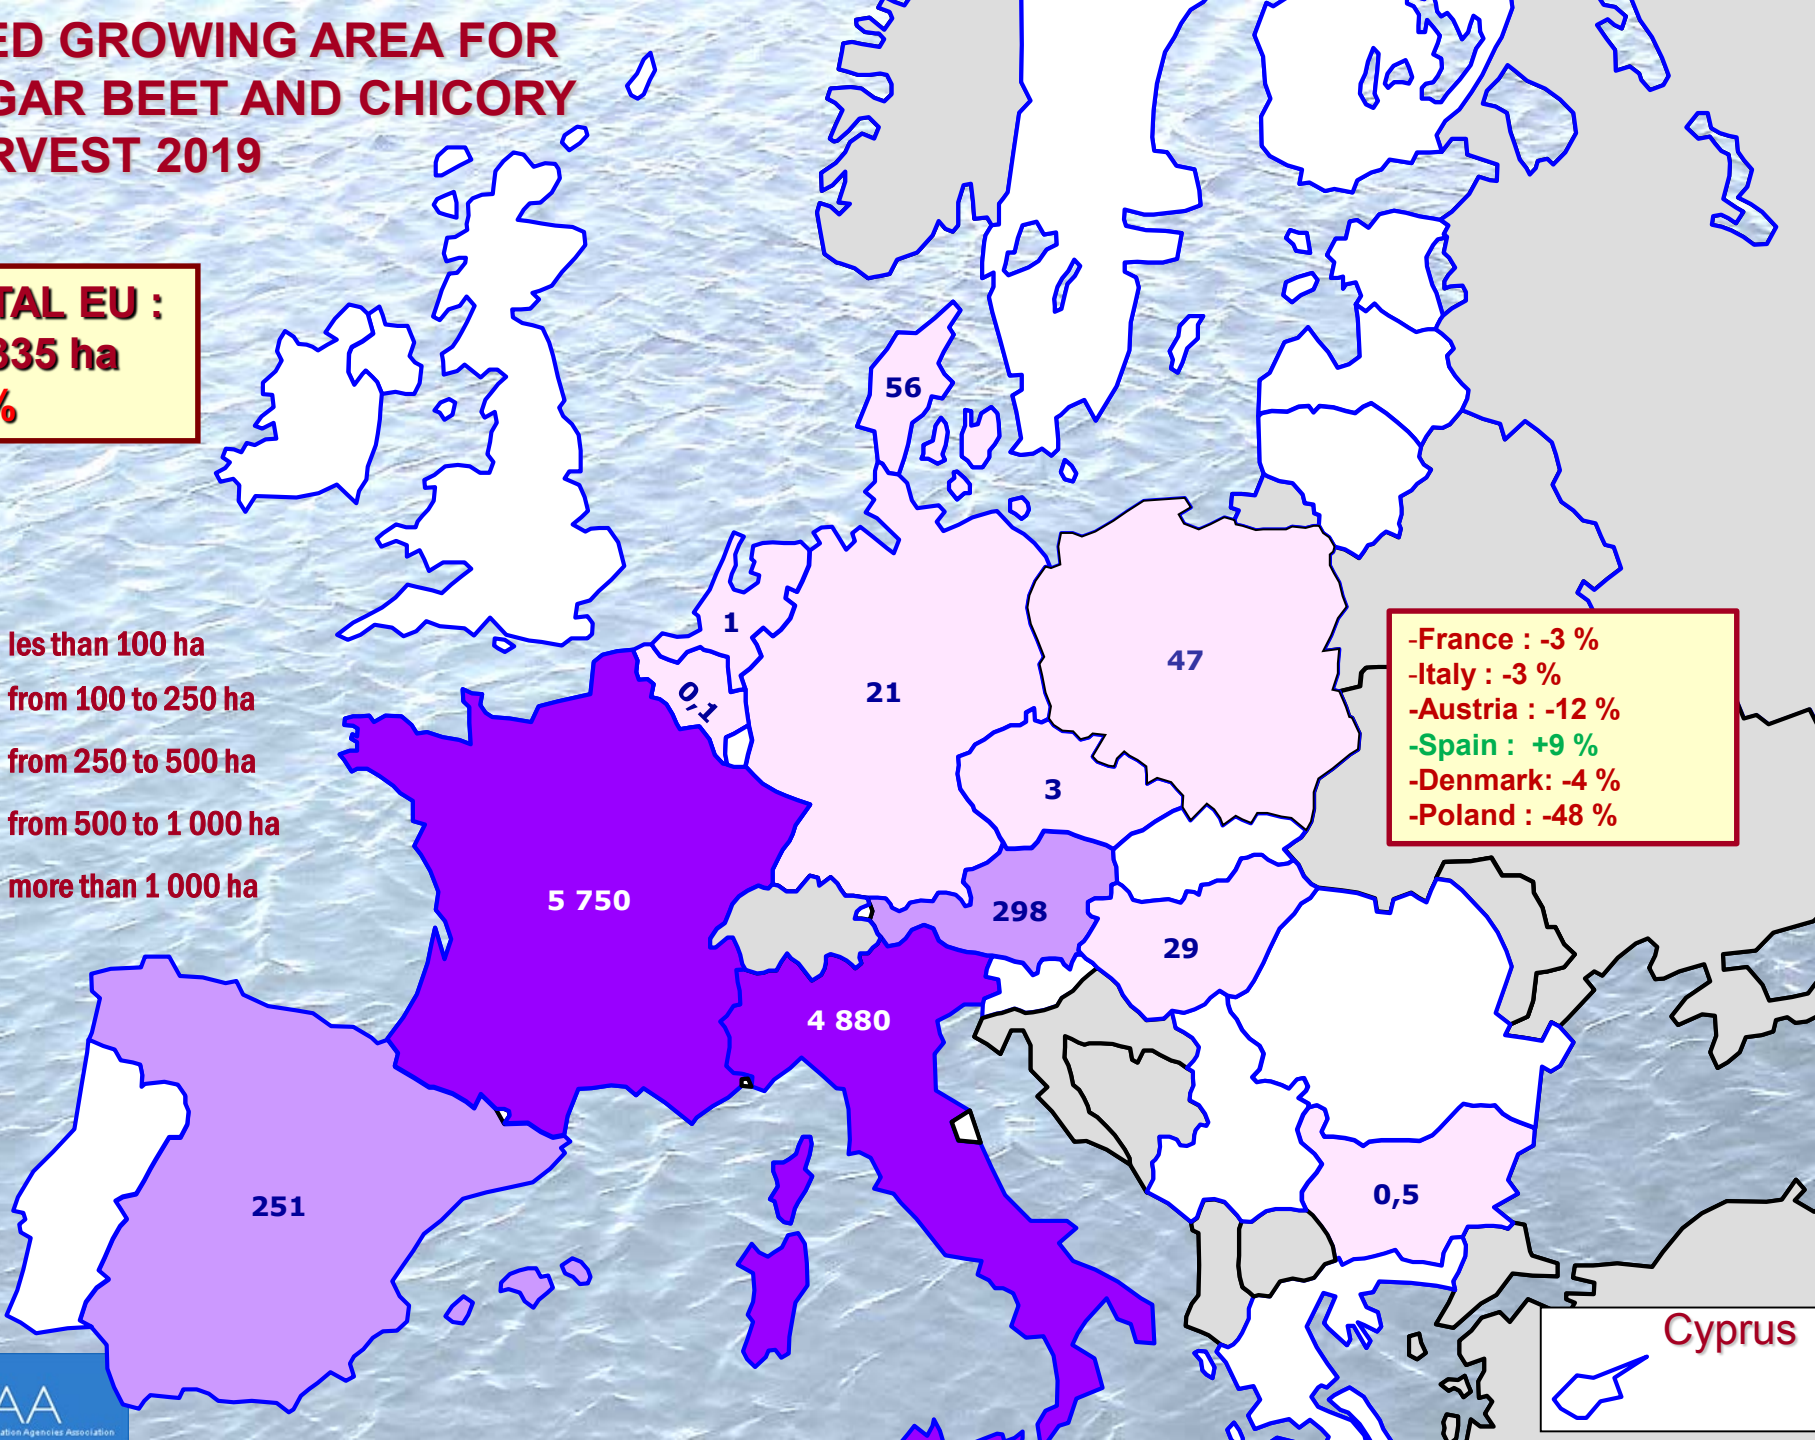 ED GROWING AREA FOR
GAR BEET AND CHICORY
RVEST 2019
TAL EU :
335 ha
%
less than 100 ha
from 100 to 250 ha
from 250 to 500 ha
from 500 to 1 000 ha
more than 1 000 ha
56
1
0,1
21
47
3
5 750
298
29
4 880
251
0,5
-France : -3 %
-Italy : -3 %
-Austria : -12 %
-Spain : +9 %
-Denmark: -4 %
-Poland : -48 %
Cyprus
AA
ation Agencies Association